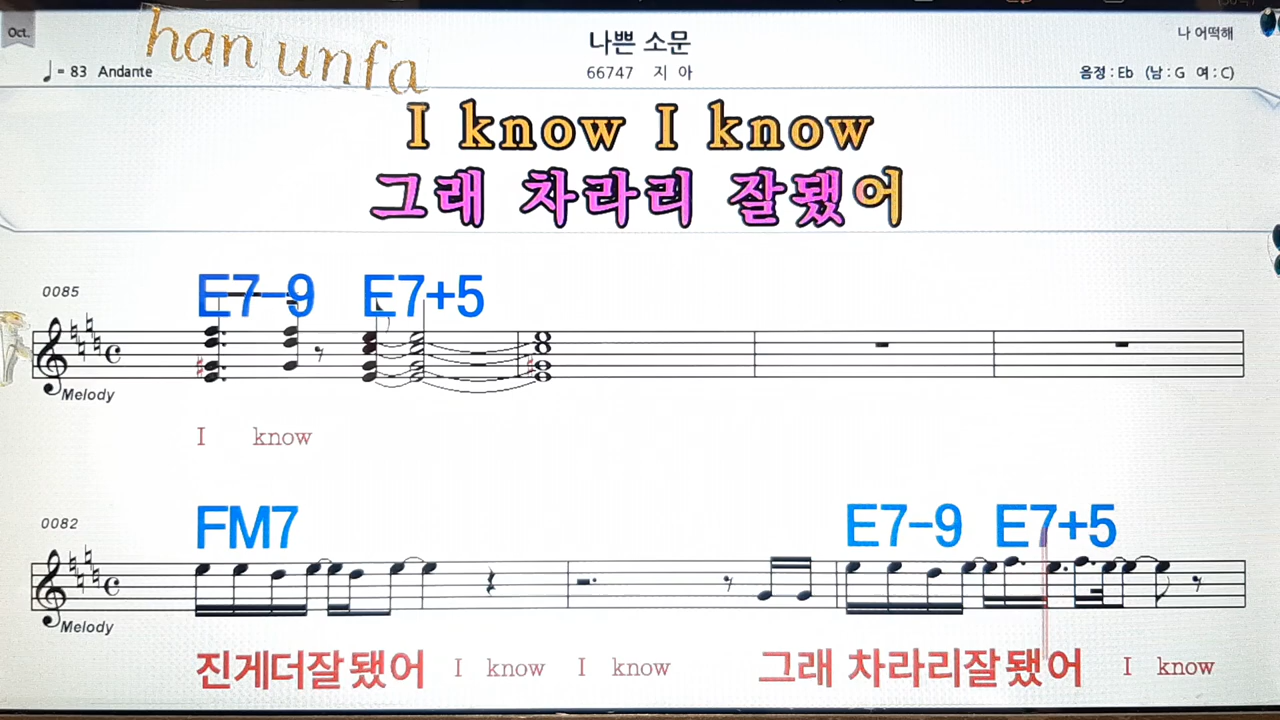 Oct.
han unfa
나쁜 소문
나 어떡해
♩= 83 Andante
66747 지 아
음정 : Eb (남 : G 여 : C)
I know I know
그래 차라리 잘됐어
0085
E7-9 E7+5
Melody
I know
0082
FM7 E7-9 E7+5
Melody
진게더잘됐어 I know I know 그래 차라리잘됐어 I know